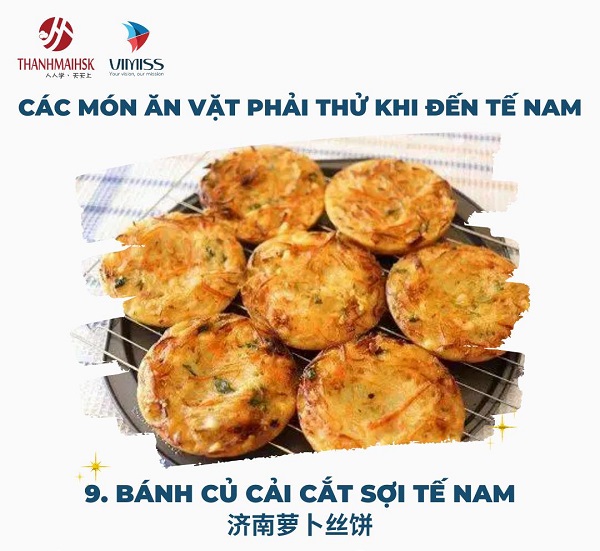 THANHMAIHSK
人人学·天天上
VIMISS
Your vision, our mission
CÁC MÓN ĂN VẶT PHẢI THỬ KHI ĐẾN TẾ NAM
9. BÁNH CỦ CẢI CẮT SỢI TẾ NAM
济南萝卜丝饼